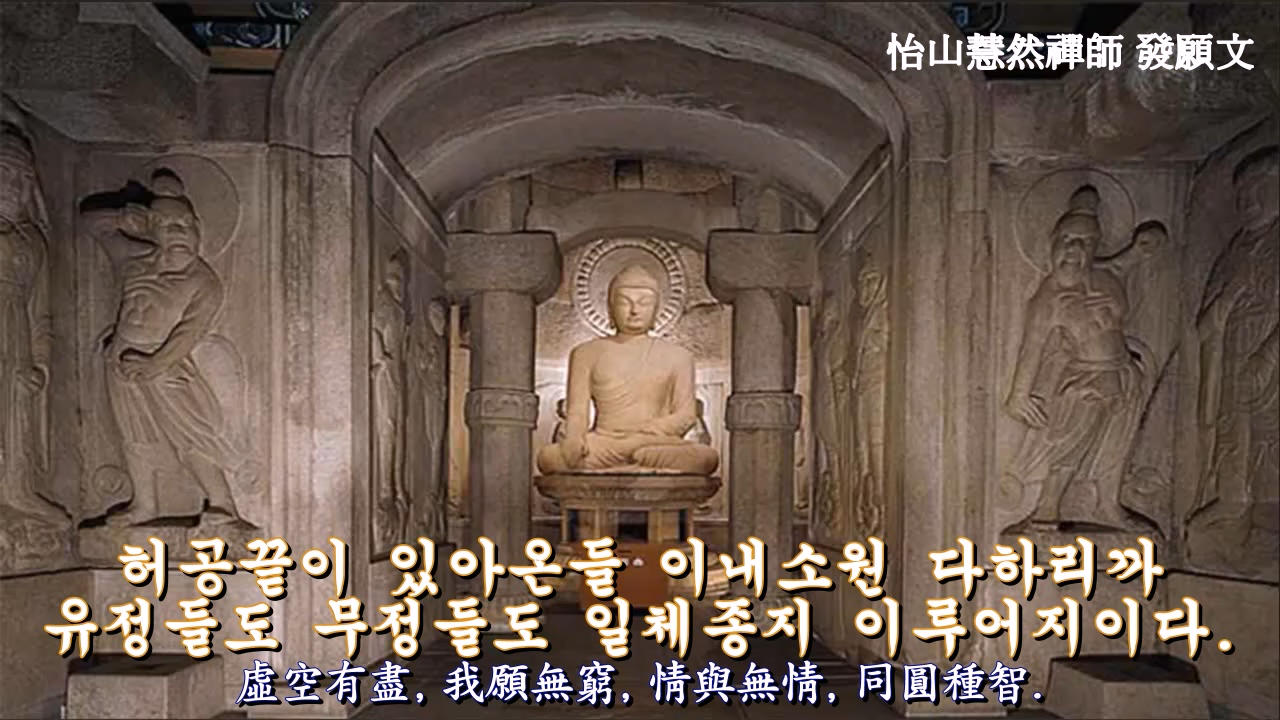 怡山慧然禪師 發願文
허공끝이 있아온들 이내소원 다하리까
유정들도 무정들도 일체종지 이루어지이다.
虛空有盡, 我願無窮, 情與無情, 同圓種智.